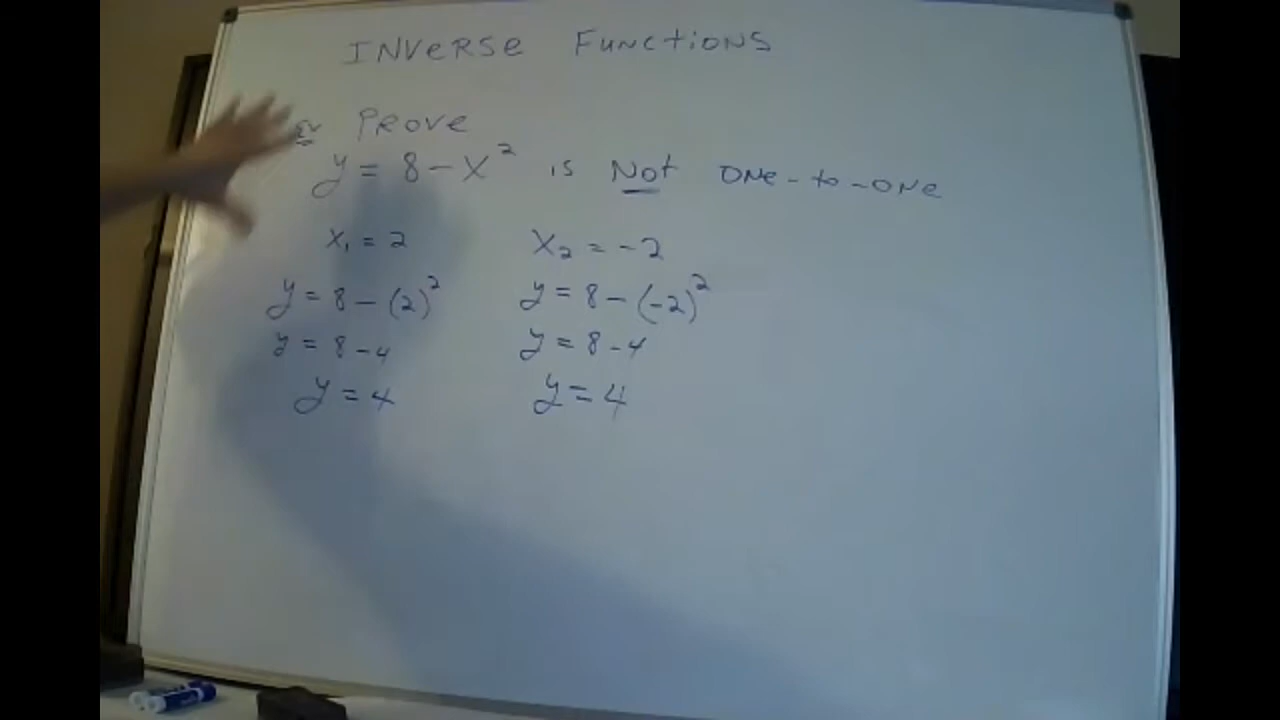 INVERSE FUNCTIONS
Ex PROVE
y = 8 - x² is Not ONE-to-ONE
x₁ = 2 x₂ = -2
y = 8 - (2)² y = 8 - (-2)²
y = 8 - 4 y = 8 - 4
y = 4 y = 4